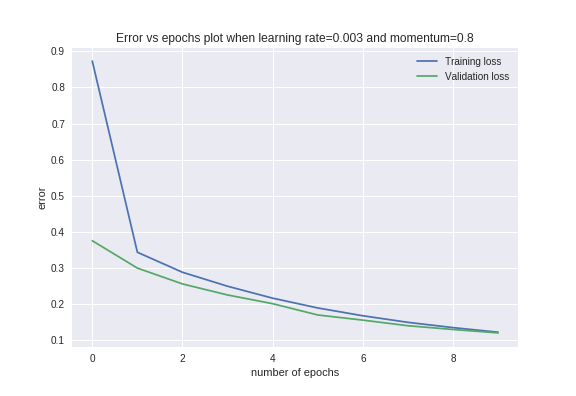 Error vs epochs plot when learning rate=0.003 and momentum=0.8
Training loss
Validation loss
0.9
0.8
0.7
0.6
0.5
0.4
0.3
0.2
0.1
error
0 2 4 6 8
number of epochs